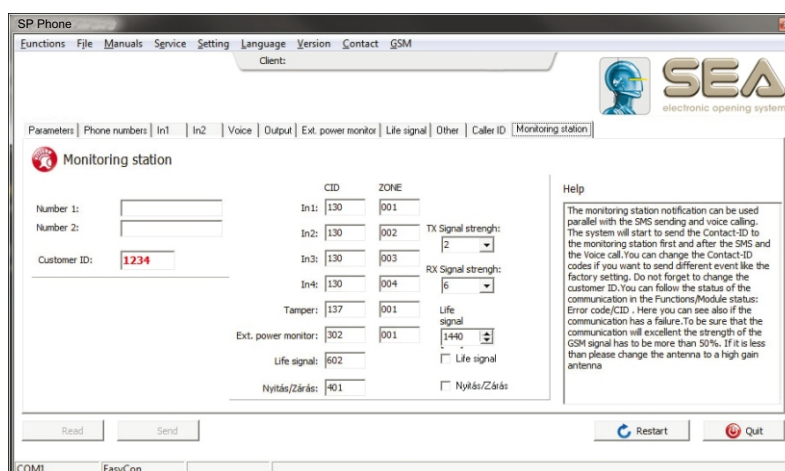 SP Phone
Functions File Manuals Service Setting Language Version Contact GSM
Client:
SEA
electronic opening system
Parameters Phone numbers In1 In2 Voice Output Ext. power monitor Life signal Other Caller ID Monitoring station
Monitoring station
CID ZONE
Help
Number 1:
Number 2:
Customer ID: 1234
In1: 130 001
In2: 130 002
In3: 130 003
In4: 130 004
Tamper: 137 001
Ext. power monitor: 302 001
Life signal: 602
Nyitás/Zárás: 401
TX Signal strengh:
2
RX Signal strengh:
6
Life
signal
1440
Life signal
Nyitás/Zárás
The monitoring station notification can be used
parallel with the SMS sending and voice calling.
The system will start to send the Contact-ID to
the monitoring station first and after the SMS and
the Voice call.You can change the Contact-ID
codes if you want to send different event like the
factory setting. Do not forget to change the
customer ID.You can follow the status of the
communication in the Functions/Module status:
Error code/CID . Here you can see also if the
communication has a failure.To be sure that the
communication will excellent the strength of the
GSM signal has to be more than 50%. If it is less
than please change the antenna to a high gain
antenna
Read Send Restart Quit
COM1 EasyCon